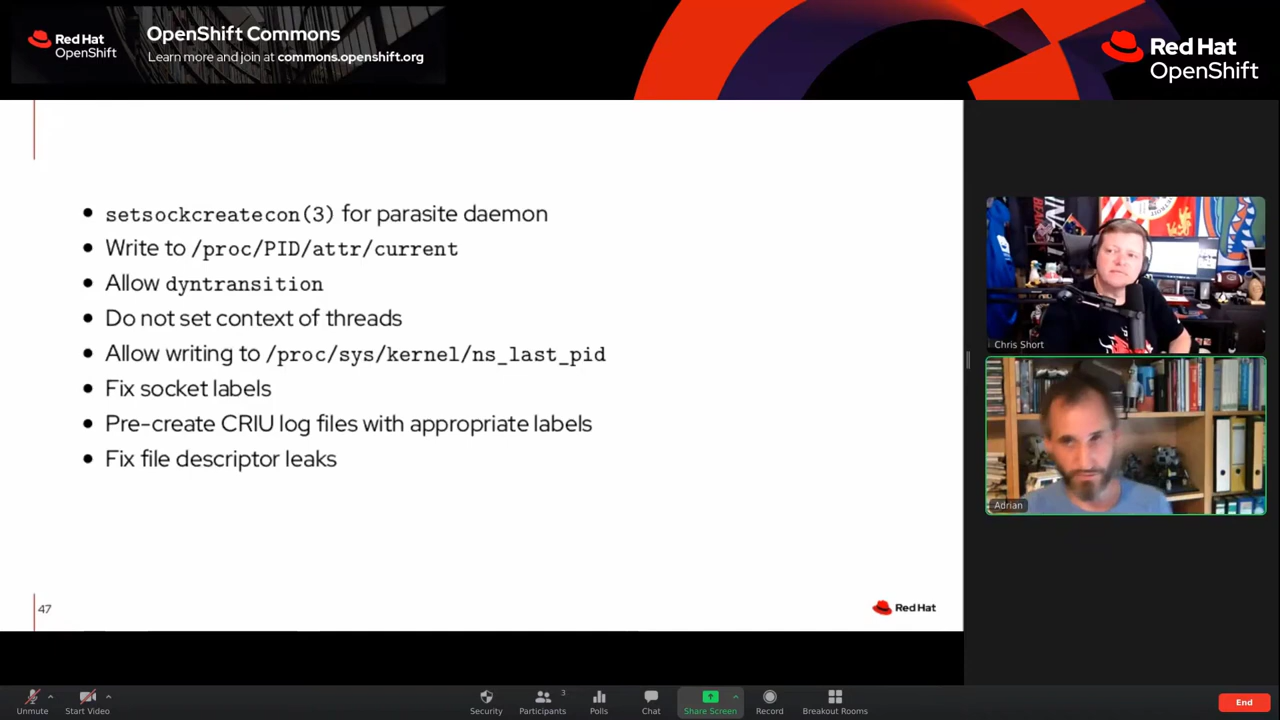 Red Hat
OpenShift
OpenShift Commons
Learn more and join at commons.openshift.org
Red Hat
OpenShift
• setsockcreatecon(3) for parasite daemon
• Write to /proc/PID/attr/current
• Allow dyntransition
• Do not set context of threads
• Allow writing to /proc/sys/kernel/ns_last_pid
• Fix socket labels
• Pre-create CRIU log files with appropriate labels
• Fix file descriptor leaks
47
Red Hat
Chris Short
Adrian
Unmute
Start Video
Security
Participants
3
Polls
Chat
Share Screen
Record
Breakout Rooms
End